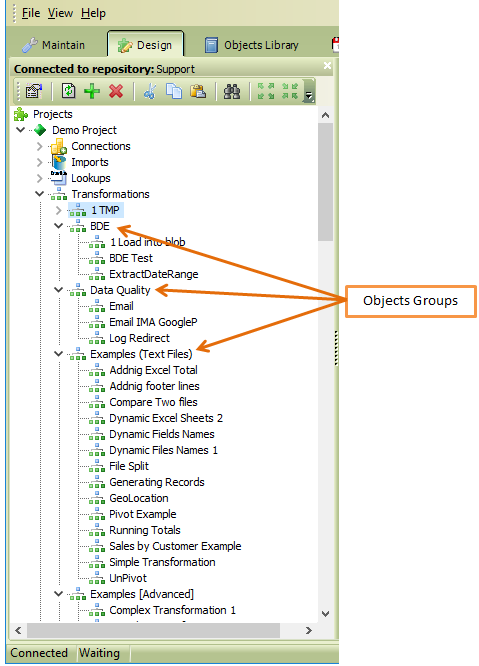 File View Help
Maintain Design Objects Library
Connected to repository: Support
Projects
Demo Project
Connections
Imports
Lookups
Transformations
1 TMP
BDE
1 Load into blob
BDE Test
ExtractDateRange
Data Quality
Objects Groups
Email
Email IMA GoogleP
Log Redirect
Examples (Text Files)
Addnig Excel Total
Addnig footer lines
Compare Two files
Dynamic Excel Sheets 2
Dynamic Fields Names
Dynamic Files Names 1
File Split
Generating Records
GeoLocation
Pivot Example
Running Totals
Sales by Customer Example
Simple Transformation
UnPivot
Examples [Advanced]
Complex Transformation 1
Connected Waiting